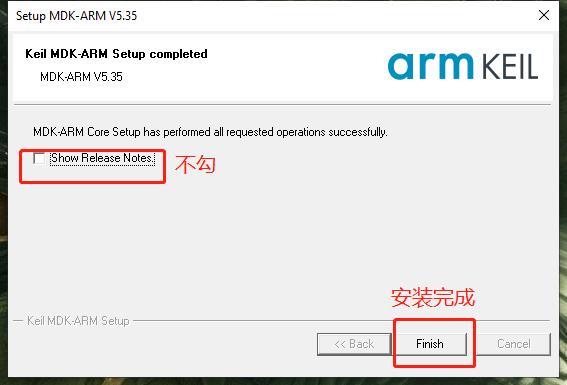 Setup MDK-ARM V5.35
Keil MDK-ARM Setup completed
MDK-ARM V5.35
arm KEIL
MDK-ARM Core Setup has performed all requested operations successfully.
Show Release Notes.
不勾
安装完成
Keil MDK-ARM Setup
<< Back
Finish
Cancel